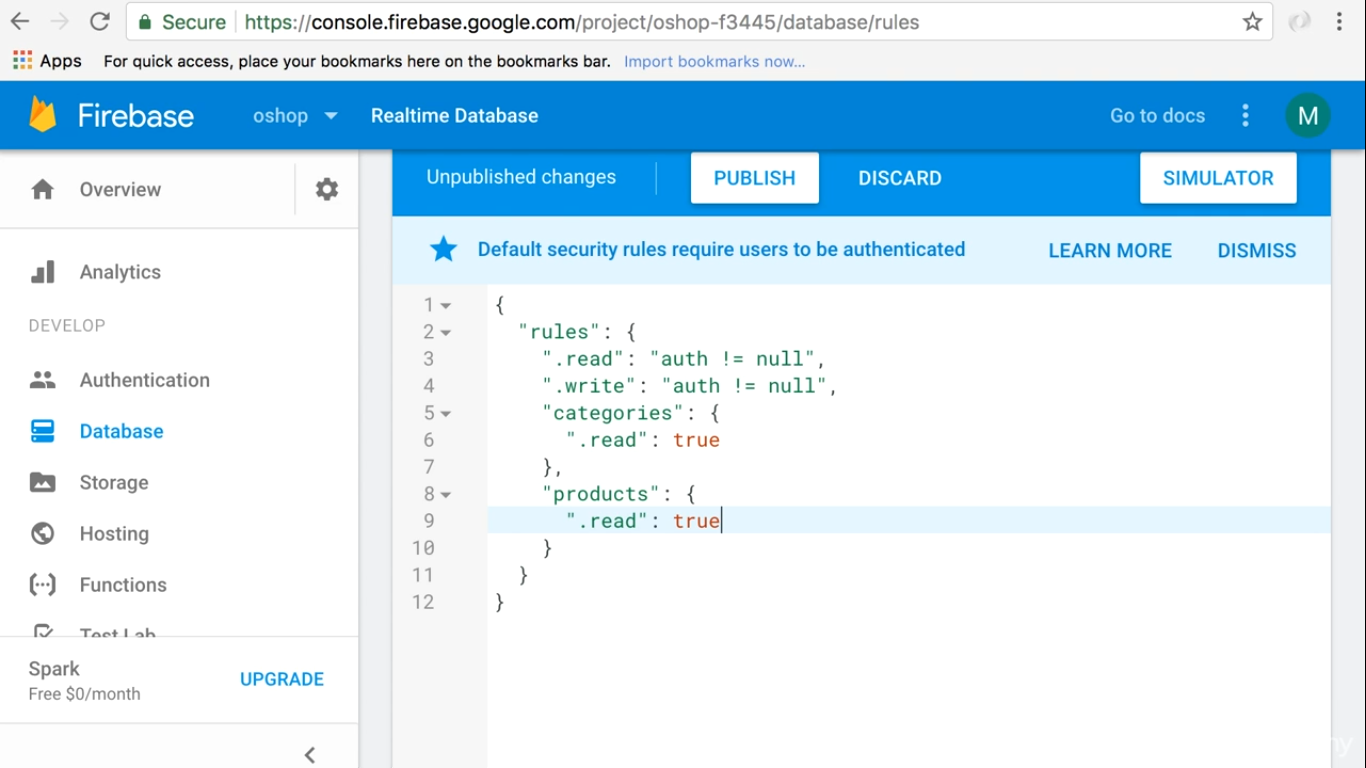 Secure https://console.firebase.google.com/project/oshop-f3445/database/rules
Apps For quick access, place your bookmarks here on the bookmarks bar. Import bookmarks now...
Firebase oshop Realtime Database Go to docs M
Overview
Analytics
DEVELOP
Authentication
Database
Storage
Hosting
Functions
Test Lab
Spark
Free $0/month
UPGRADE
Unpublished changes PUBLISH DISCARD SIMULATOR
Default security rules require users to be authenticated LEARN MORE DISMISS
1 {
2 "rules": {
3 ".read": "auth != null",
4 ".write": "auth != null",
5 "categories": {
6 ".read": true
7 },
8 "products": {
9 ".read": true
10 }
11 }
12 }